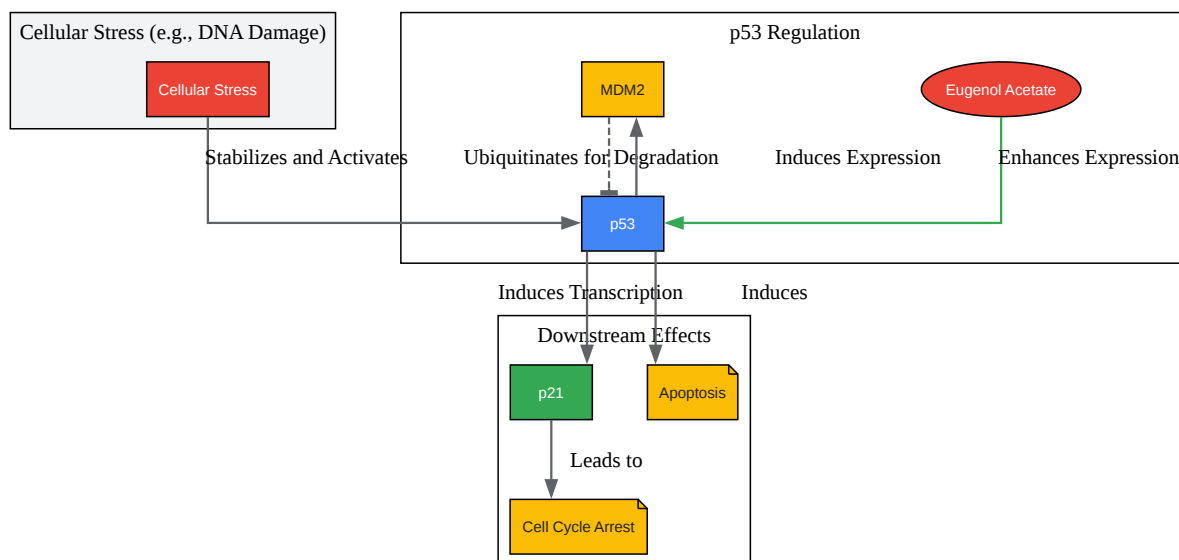 Cellular Stress (e.g., DNA Damage)
p53 Regulation
Cellular Stress
MDM2
Eugenol Acetate
Stabilizes and Activates
Ubiquitinates for Degradation
Induces Expression
Enhances Expression
p53
Induces Transcription
Induces
Downstream Effects
p21
Apoptosis
Leads to
Cell Cycle Arrest